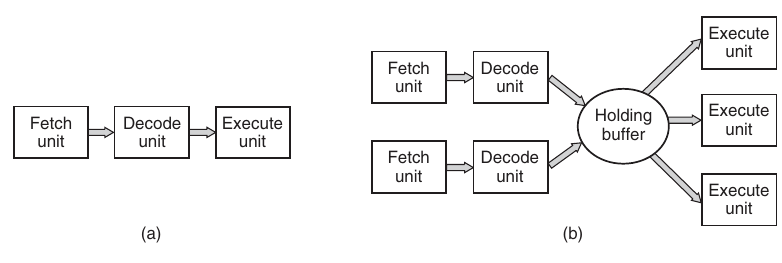 Fetch
unit
Decode
unit
Execute
unit
(a)
Fetch
unit
Decode
unit
Fetch
unit
Decode
unit
Holding
buffer
Execute
unit
Execute
unit
Execute
unit
(b)